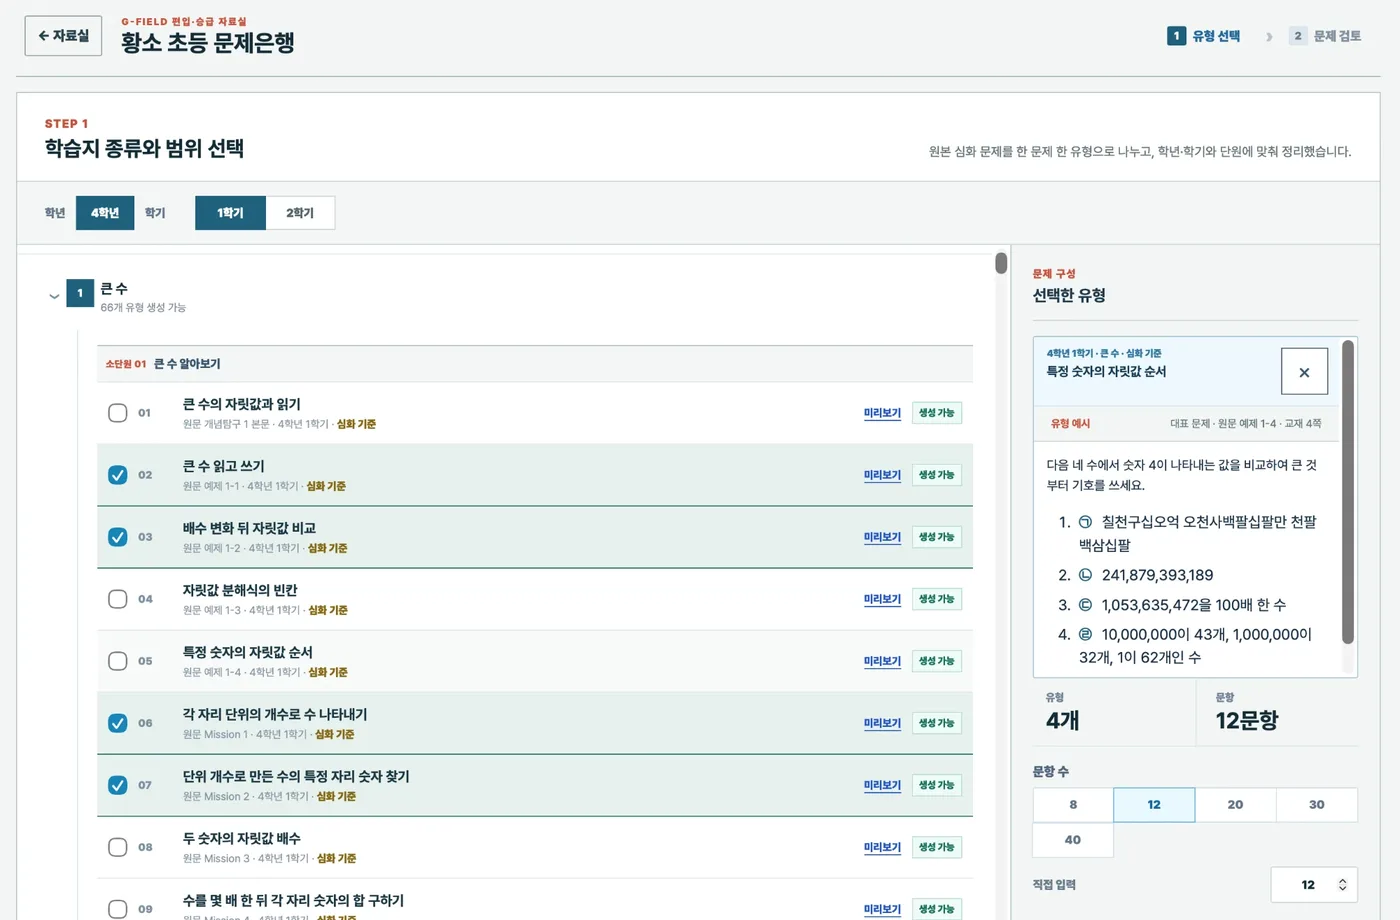 ← 자료실
G-FIELD 편입·승급 자료실
황소 초등 문제은행
1 유형 선택 › 2 문제 검토
STEP 1
학습지 종류와 범위 선택
원본 심화 문제를 한 문제 한 유형으로 나누고, 학년·학기와 단원에 맞춰 정리했습니다.
학년 4학년 학기 1학기 2학기
1 큰 수
66개 유형 생성 가능
소단원 01 큰 수 알아보기
01 큰 수의 자릿값과 읽기 미리보기 생성 가능
원문 개념탐구 1 본문 · 4학년 1학기 · 심화 기준
02 큰 수 읽고 쓰기 미리보기 생성 가능
원문 예제 1-1 · 4학년 1학기 · 심화 기준
03 배수 변화 뒤 자릿값 비교 미리보기 생성 가능
원문 예제 1-2 · 4학년 1학기 · 심화 기준
04 자릿값 분해식의 빈칸 미리보기 생성 가능
원문 예제 1-3 · 4학년 1학기 · 심화 기준
05 특정 숫자의 자릿값 순서 미리보기 생성 가능
원문 예제 1-4 · 4학년 1학기 · 심화 기준
06 각 자리 단위의 개수로 수 나타내기 미리보기 생성 가능
원문 Mission 1 · 4학년 1학기 · 심화 기준
07 단위 개수로 만든 수의 특정 자리 숫자 찾기 미리보기 생성 가능
원문 Mission 2 · 4학년 1학기 · 심화 기준
08 두 숫자의 자릿값 배수 미리보기 생성 가능
원문 Mission 3 · 4학년 1학기 · 심화 기준
09 수를 몇 배 한 뒤 각 자리 숫자의 합 구하기 미리보기 생성 가능
원문 Mission 4 · 4학년 1학기 · 심화 기준
문제 구성
선택한 유형
4학년 1학기 · 큰 수 · 심화 기준
특정 숫자의 자릿값 순서
×
유형 예시 대표 문제 · 원문 예제 1-4 · 교재 4쪽
다음 네 수에서 숫자 4이 나타내는 값을 비교하여 큰 것
부터 기호를 쓰세요.
1. ㉠ 칠천구십오억 오천사백팔십팔만 천팔
백삼십팔
2. ㉡ 241,879,393,189
3. ㉢ 1,053,635,472을 100배 한 수
4. ㉣ 10,000,000이 43개, 1,000,000이
32개, 1이 62개인 수
유형 문항
4개 12문항
문항 수
8 12 20 30
40
직접 입력 12